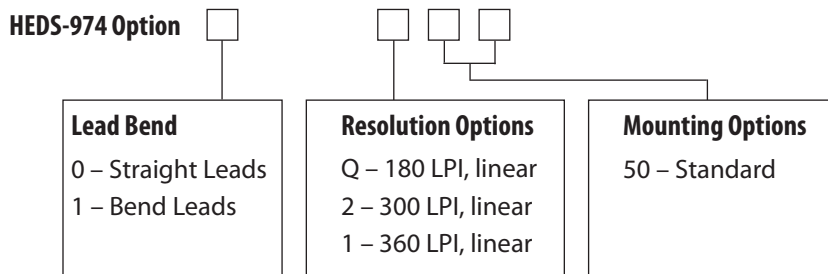 HEDS-974 Option
Lead Bend
0 – Straight Leads
1 – Bend Leads
Resolution Options
Q – 180 LPI, linear
2 – 300 LPI, linear
1 – 360 LPI, linear
Mounting Options
50 – Standard